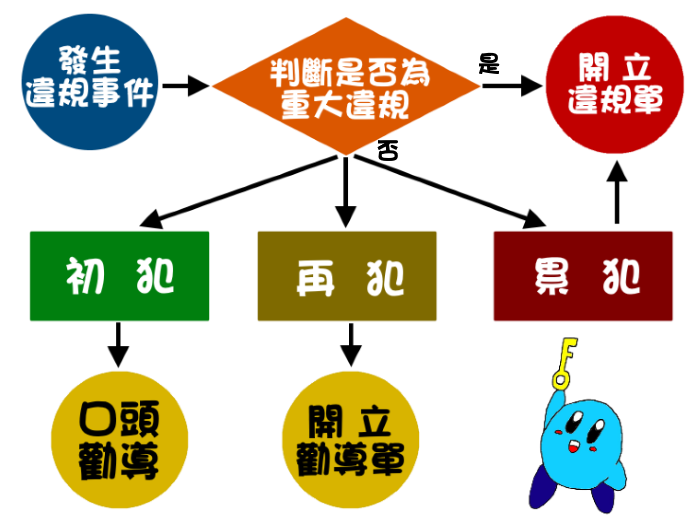 發生
違規事件
判斷是否為
重大違規
是
開立
違規單
否
初犯
再犯
累犯
口頭
勸導
開立
勸導單